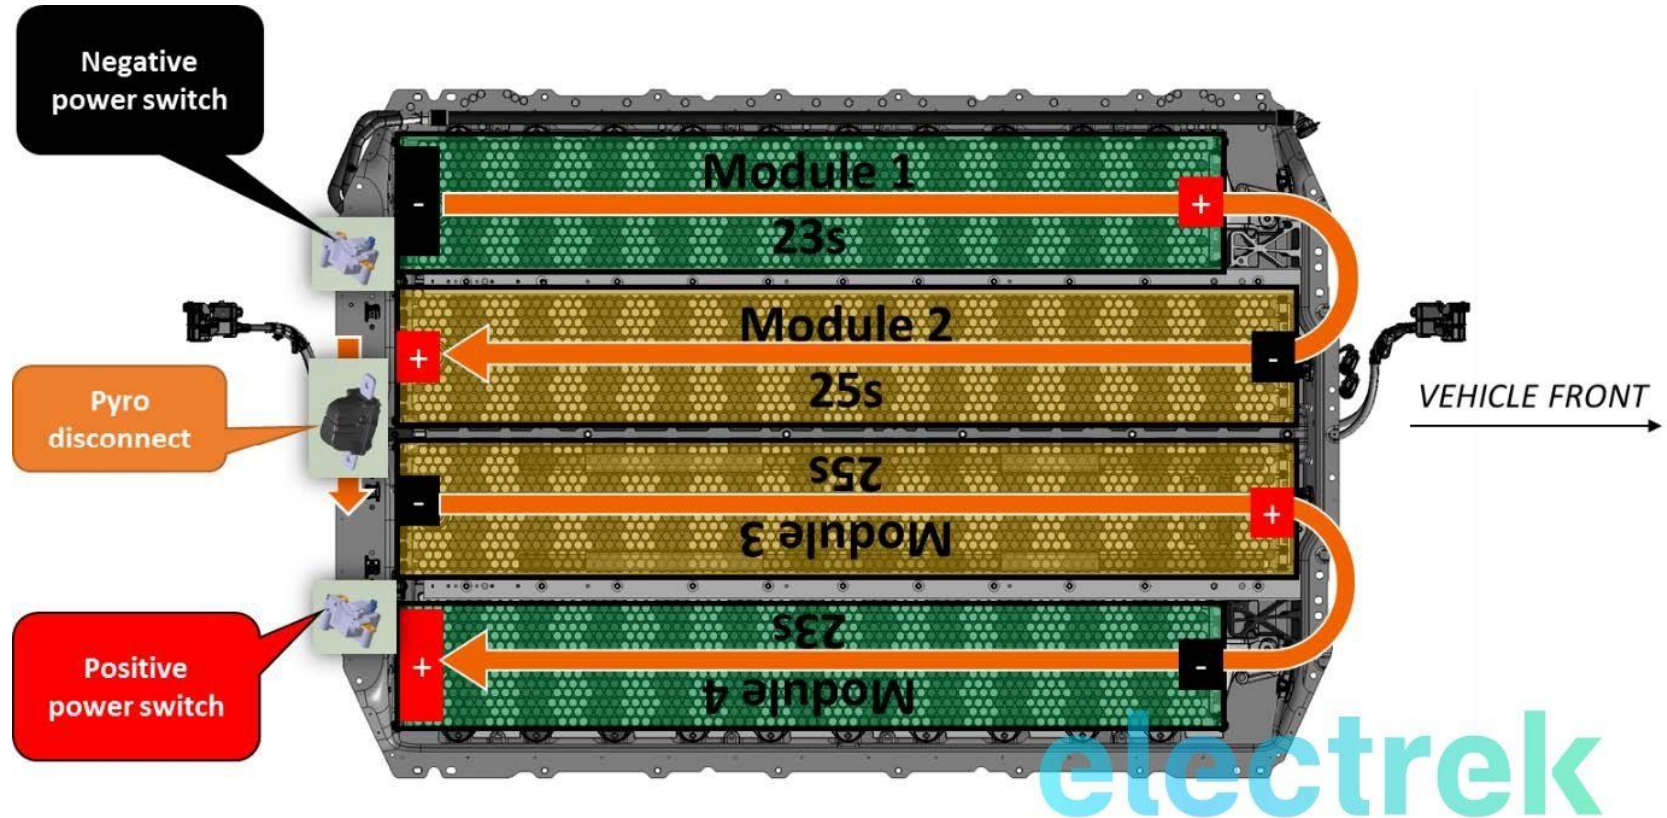 Negative
power switch
-
Module 1
+
23s
+
Module 2
-
25s
Pyro
disconnect
VEHICLE FRONT
25s
-
+
Module 3
23s
Positive
power switch
+
-
Module 4
electrek